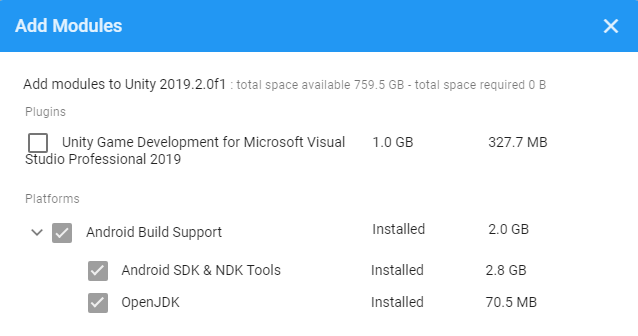 Add Modules
Add modules to Unity 2019.2.0f1 : total space available 759.5 GB - total space required 0 B
Plugins
Unity Game Development for Microsoft Visual 1.0 GB 327.7 MB
Studio Professional 2019
Platforms
Android Build Support Installed 2.0 GB
Android SDK & NDK Tools Installed 2.8 GB
OpenJDK Installed 70.5 MB